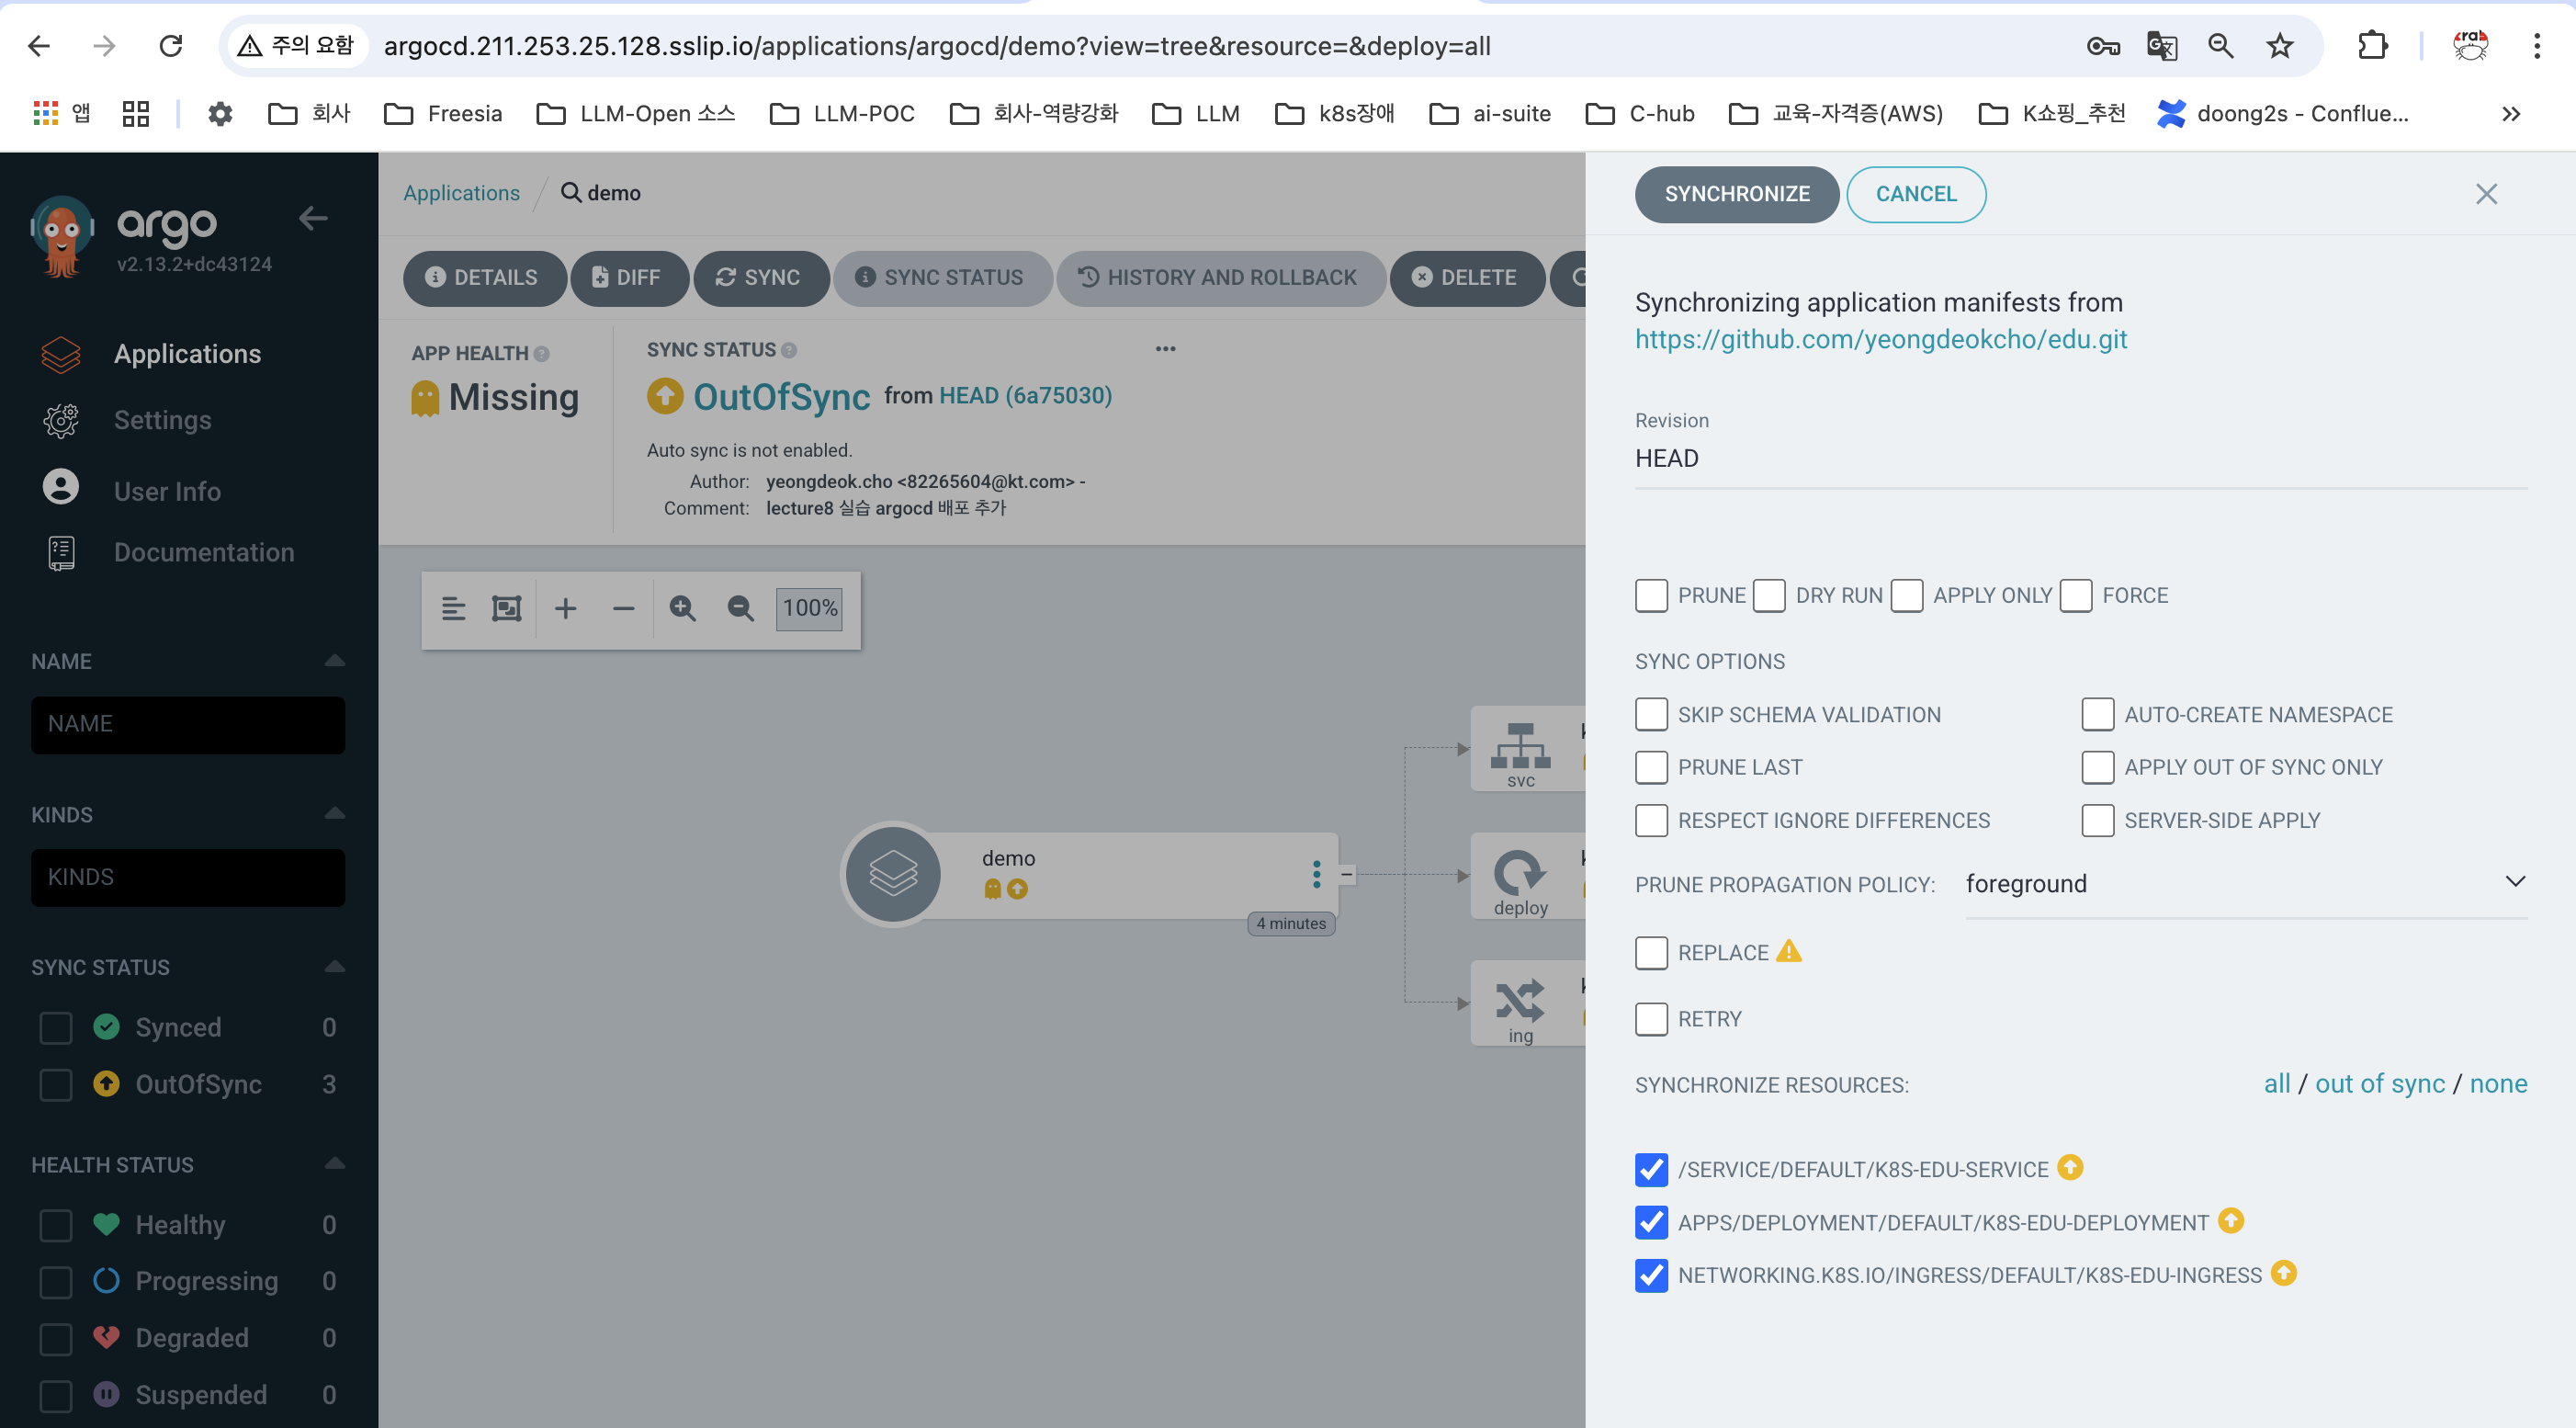 주의 요함
argocd.211.253.25.128.sslip.io/applications/argocd/demo?view=tree&resource=&deploy=all
앱
회사
Freesia
LLM-Open 소스
LLM-POC
회사-역량강화
LLM
k8s장애
ai-suite
C-hub
교육-자격증(AWS)
K쇼핑_추천
doong2s - Conflue...
argo
v2.13.2+dc43124
Applications
Settings
User Info
Documentation
NAME
NAME
KINDS
KINDS
SYNC STATUS
Synced 0
OutOfSync 3
HEALTH STATUS
Healthy 0
Progressing 0
Degraded 0
Suspended 0
Applications / demo
DETAILS
DIFF
SYNC
SYNC STATUS
HISTORY AND ROLLBACK
DELETE
APP HEALTH
Missing
SYNC STATUS
OutOfSync from HEAD (6a75030)
Auto sync is not enabled.
Author: yeongdeok.cho <82265604@kt.com> -
Comment: lecture8 실습 argocd 배포 추가
100%
demo
4 minutes
svc
deploy
ing
SYNCHRONIZE
CANCEL
Synchronizing application manifests from
https://github.com/yeongdeokcho/edu.git
Revision
HEAD
PRUNE DRY RUN APPLY ONLY FORCE
SYNC OPTIONS
SKIP SCHEMA VALIDATION AUTO-CREATE NAMESPACE
PRUNE LAST APPLY OUT OF SYNC ONLY
RESPECT IGNORE DIFFERENCES SERVER-SIDE APPLY
PRUNE PROPAGATION POLICY: foreground
REPLACE
RETRY
SYNCHRONIZE RESOURCES: all / out of sync / none
/SERVICE/DEFAULT/K8S-EDU-SERVICE
APPS/DEPLOYMENT/DEFAULT/K8S-EDU-DEPLOYMENT
NETWORKING.K8S.IO/INGRESS/DEFAULT/K8S-EDU-INGRESS